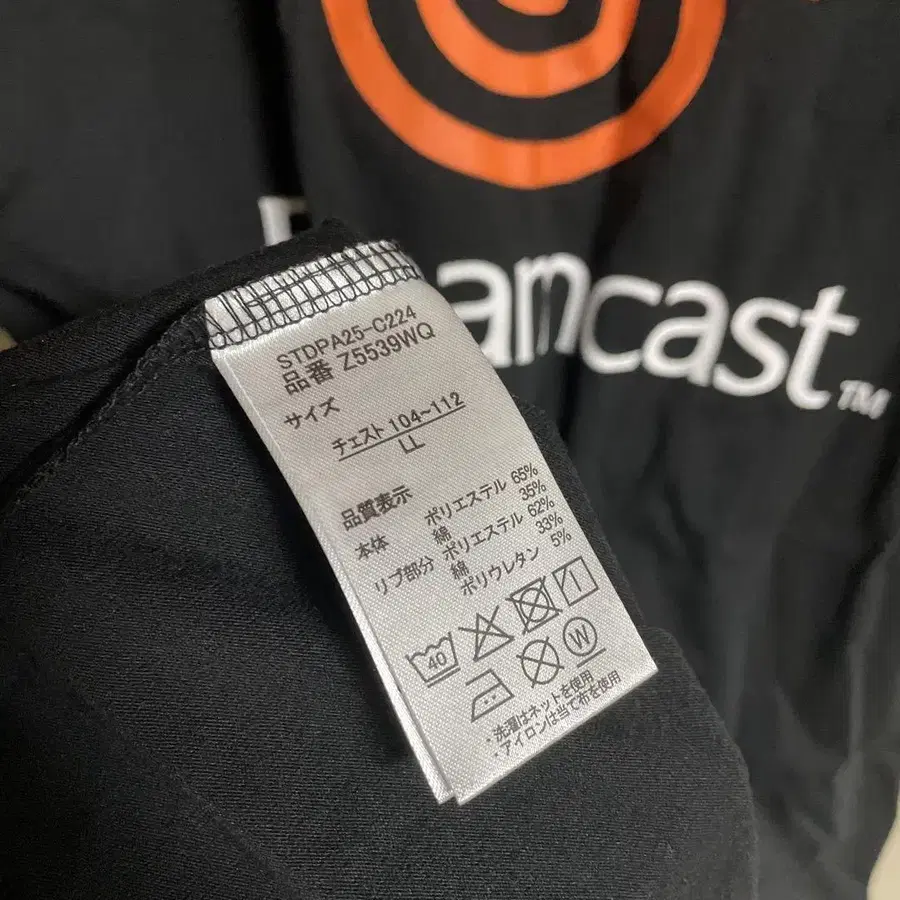 amcast™
STDPA25-C224
品番 Z5539WQ
サイズ
チェスト 104~112
LL
品質表示
本体 ポリエステル 65%
綿 35%
リブ部分 ポリエステル 62%
綿 33%
ポリウレタン 5%
40
W
・洗濯はネットを使用
・アイロンは当て布を使用